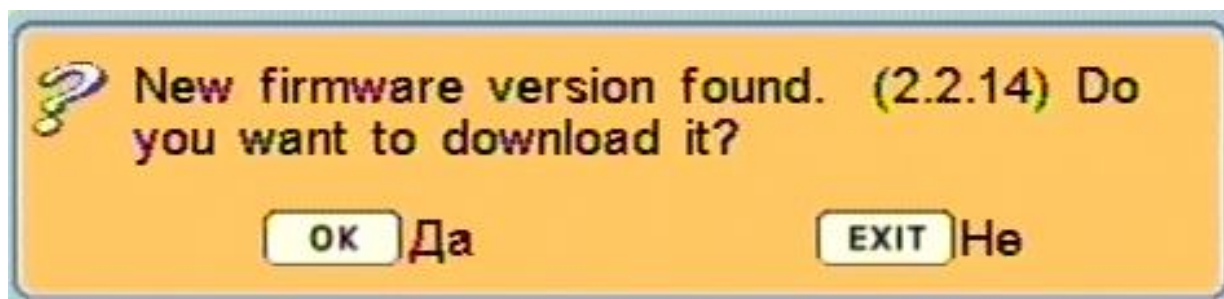 New firmware version found. (2.2.14) Do
you want to download it?
OK Да EXIT Не